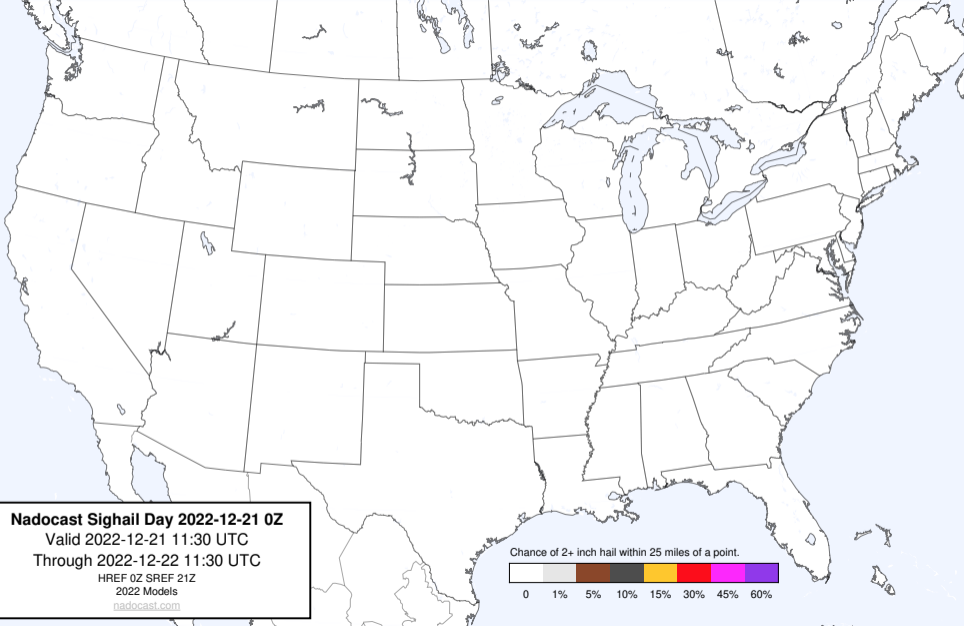 Nadocast Sighail Day 2022-12-21 0Z
Valid 2022-12-21 11:30 UTC
Through 2022-12-22 11:30 UTC
HREF 0Z SREF 21Z
2022 Models
nadocast.com
Chance of 2+ inch hail within 25 miles of a point.
0 1% 5% 10% 15% 30% 45% 60%